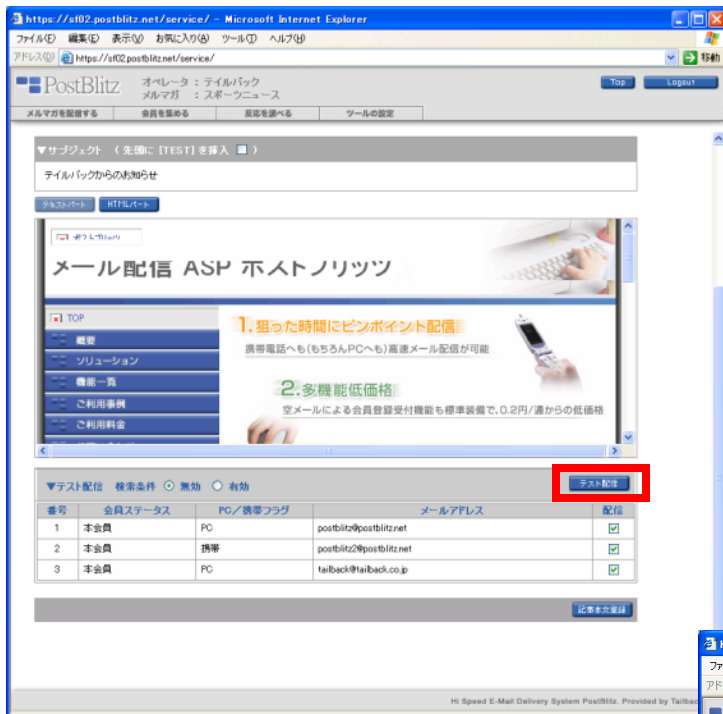 https://sf02.postblitz.net/service/ - Microsoft Internet Explorer
ファイル(F) 編集(E) 表示(V) お気に入り(A) ツール(T) ヘルプ(H)
アドレス(D) https://sf02.postblitz.net/service/ 移動
PostBlitz オペレータ : テイルバック Top Logout
メルマガ : スポーツニュース
メルマガを配信する 会員を集める 反応を調べる ツールの設定
▼サブジェクト ( 先頭に [TEST] を挿入 )
テイルバックからのお知らせ
テキストパート HTMLパート
メール配信 ASP ポストブリッツ
TOP
概要
ソリューション
機能一覧
ご利用事例
ご利用料金
1.狙った時間にピンポイント配信
携帯電話へも(もちろんPCへも)高速メール配信が可能
2.多機能低価格
空メールによる会員登録受付機能も標準装備で、0.2円/通からの低価格
▼テスト配信 検索条件 無効 有効 テスト配信
番号 会員ステータス PC/携帯フラグ メールアドレス 配信
1 本会員 PC postblitz@postblitz.net
2 本会員 携帯 postblitz2@postblitz.net
3 本会員 PC tailback@tailback.co.jp
記事本文登録
Hi Speed E-Mail Delivery System PostBlitz. Provided by Tailbac